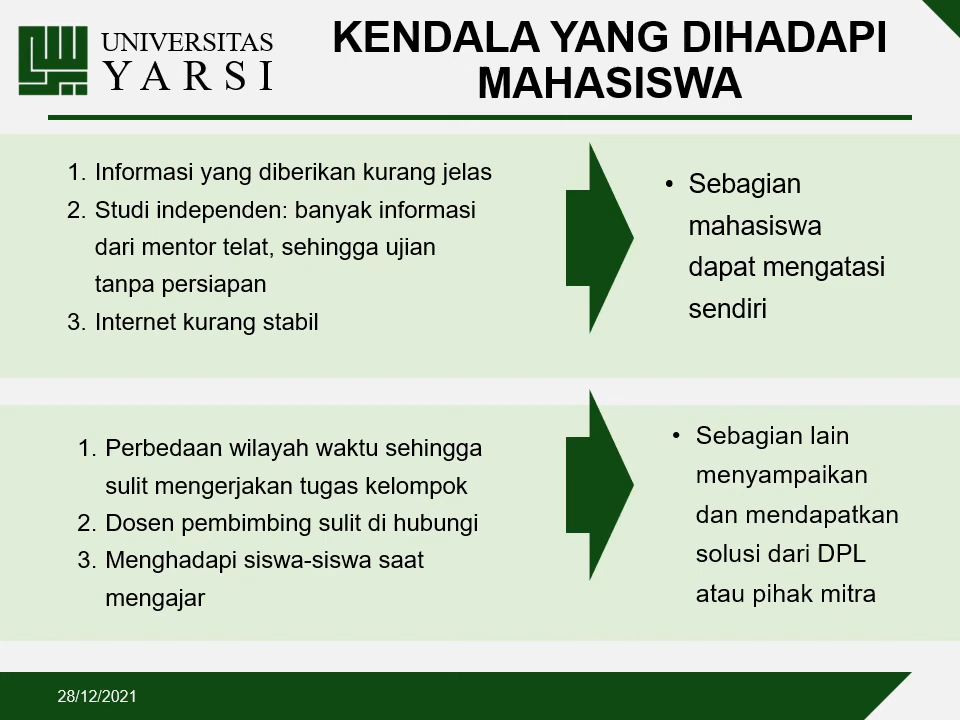 UNIVERSITAS
YARSI
KENDALA YANG DIHADAPI
MAHASISWA
1. Informasi yang diberikan kurang jelas
2. Studi independen: banyak informasi
dari mentor telat, sehingga ujian
tanpa persiapan
3. Internet kurang stabil
• Sebagian
mahasiswa
dapat mengatasi
sendiri
1. Perbedaan wilayah waktu sehingga
sulit mengerjakan tugas kelompok
2. Dosen pembimbing sulit di hubungi
3. Menghadapi siswa-siswa saat
mengajar
• Sebagian lain
menyampaikan
dan mendapatkan
solusi dari DPL
atau pihak mitra
28/12/2021